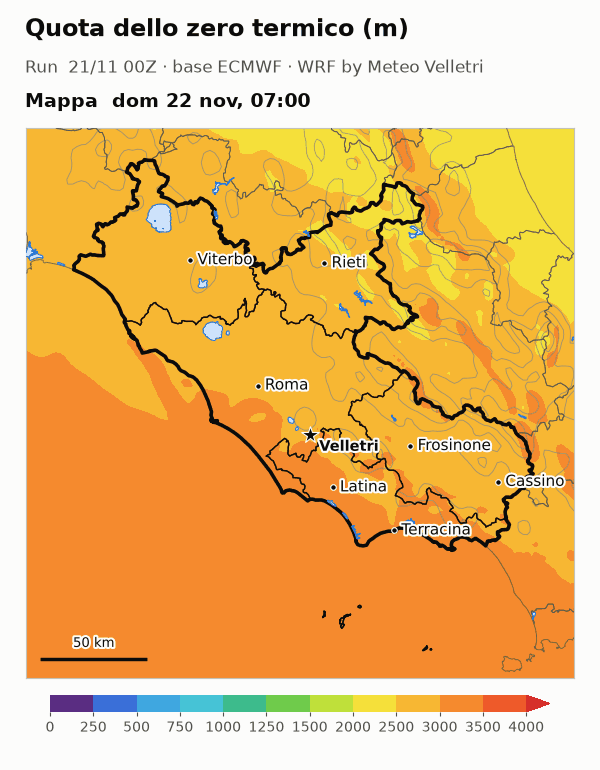 Quota dello zero termico (m)
Run  21/11 00Z · base ECMWF · WRF by Meteo Velletri
Mappa  dom 22 nov, 07:00
Viterbo
Rieti
Roma
Velletri
Frosinone
Latina
Cassino
Terracina
50 km
0 250 500 750 1000 1250 1500 2000 2500 3000 3500 4000